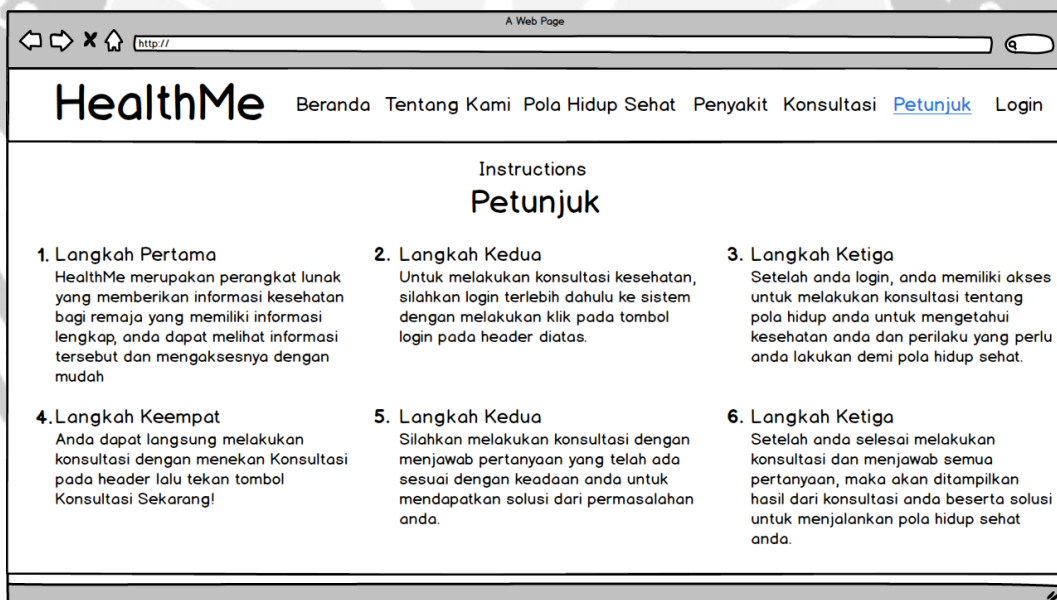 A Web Page
http://
HealthMe
Beranda Tentang Kami Pola Hidup Sehat Penyakit Konsultasi Petunjuk Login
Instructions
Petunjuk
1. Langkah Pertama
HealthMe merupakan perangkat lunak
yang memberikan informasi kesehatan
bagi remaja yang memiliki informasi
lengkap, anda dapat melihat informasi
tersebut dan mengaksesnya dengan
mudah
2. Langkah Kedua
Untuk melakukan konsultasi kesehatan,
silahkan login terlebih dahulu ke sistem
dengan melakukan klik pada tombol
login pada header diatas.
3. Langkah Ketiga
Setelah anda login, anda memiliki akses
untuk melakukan konsultasi tentang
pola hidup anda untuk mengetahui
kesehatan anda dan perilaku yang perlu
anda lakukan demi pola hidup sehat.
4. Langkah Keempat
Anda dapat langsung melakukan
konsultasi dengan menekan Konsultasi
pada header lalu tekan tombol
Konsultasi Sekarang!
5. Langkah Kedua
Silahkan melakukan konsultasi dengan
menjawab pertanyaan yang telah ada
sesuai dengan keadaan anda untuk
mendapatkan solusi dari permasalahan
anda.
6. Langkah Ketiga
Setelah anda selesai melakukan
konsultasi dan menjawab semua
pertanyaan, maka akan ditampilkan
hasil dari konsultasi anda beserta solusi
untuk menjalankan pola hidup sehat
anda.